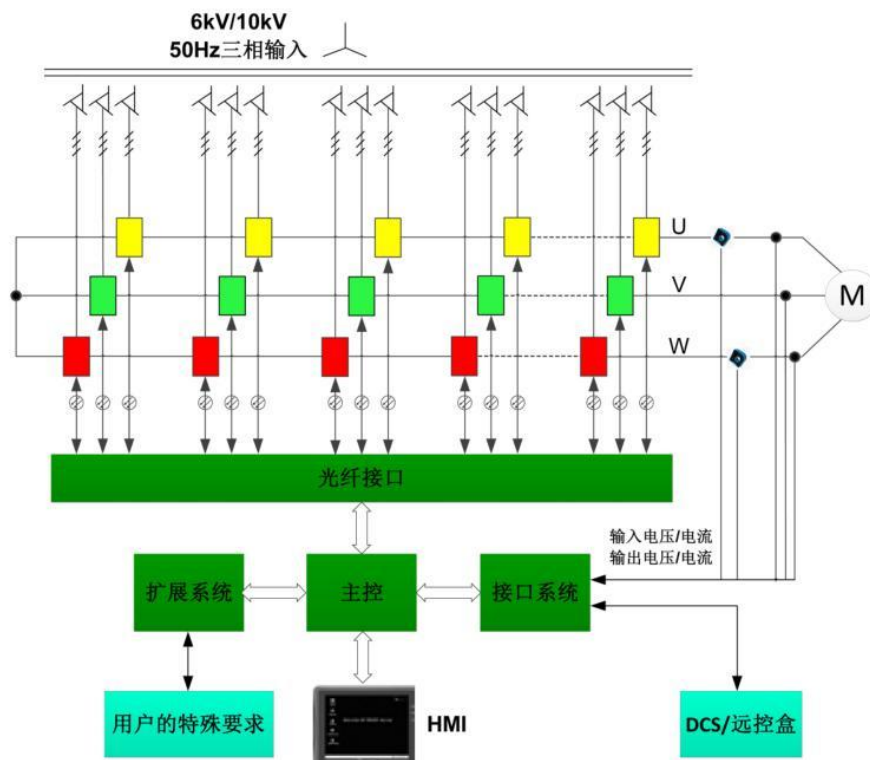 6kV/10kV
50Hz三相输入
U
V
M
W
光纤接口
输入电压/电流
输出电压/电流
扩展系统
主控
接口系统
用户的特殊要求
HMI
DCS/远控盒